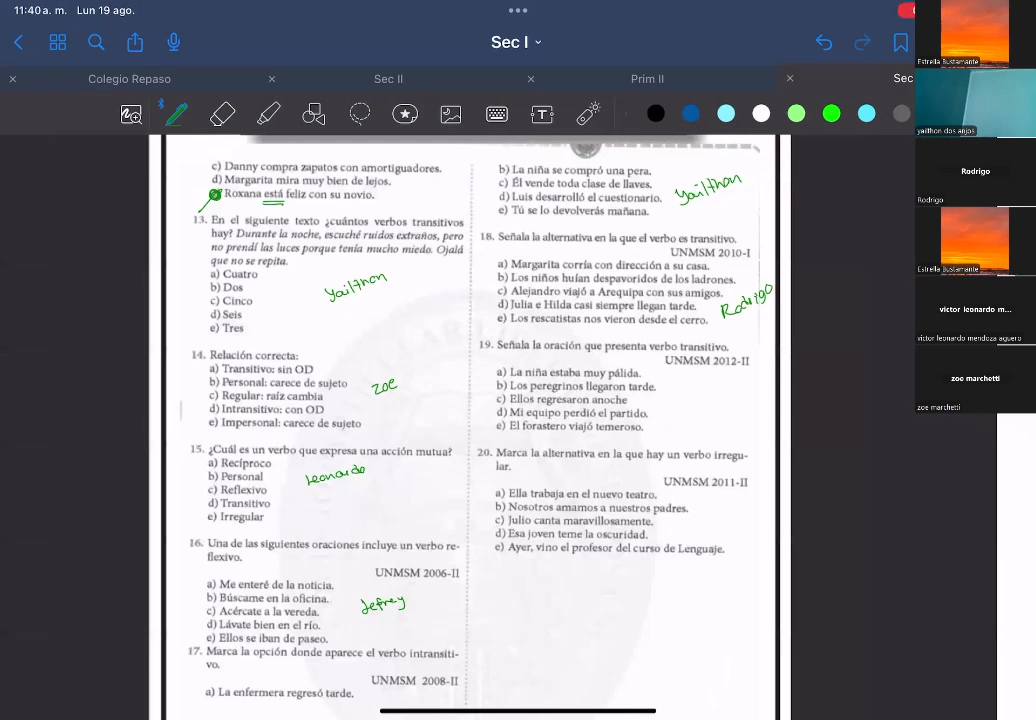 11:40 a. m. Lun 19 ago.
Sec I
Colegio Repaso
Sec II
Prim II
Sec
c) Danny compra zapatos con amortiguadores.
d) Margarita mira muy bien de lejos.
Roxana está feliz con su novio.
13. En el siguiente texto ¿cuántos verbos transitivos
hay? Durante la noche, escuché ruidos extraños, pero
no prendí las luces porque tenía mucho miedo. Ojalá
que no se repita.
a) Cuatro
b) Dos
c) Cinco
d) Seis
e) Tres
Yailthon
14. Relación correcta:
a) Transitivo: sin OD
b) Personal: carece de sujeto
c) Regular: raíz cambia
d) Intransitivo: con OD
e) Impersonal: carece de sujeto
zoe
15. ¿Cuál es un verbo que expresa una acción mutua?
a) Recíproco
b) Personal
c) Reflexivo
d) Transitivo
e) Irregular
Leonardo
16. Una de las siguientes oraciones incluye un verbo re-
flexivo.
UNMSM 2006-II
a) Me enteré de la noticia.
b) Búscame en la oficina.
c) Acércate a la vereda.
d) Lávate bien en el río.
e) Ellos se iban de paseo.
Jefrey
17. Marca la opción donde aparece el verbo intransiti-
vo.
UNMSM 2008-II
a) La enfermera regresó tarde.
b) La niña se compró una pera.
c) Él vende toda clase de llaves.
d) Luis desarrolló el cuestionario.
e) Tú se lo devolverás mañana.
Yailthon
18. Señala la alternativa en la que el verbo es transitivo.
UNMSM 2010-I
a) Margarita corría con dirección a su casa.
b) Los niños huían despavoridos de los ladrones.
c) Alejandro viajó a Arequipa con sus amigos.
d) Julia e Hilda casi siempre llegan tarde.
e) Los rescatistas nos vieron desde el cerro.
Rodrigo
19. Señala la oración que presenta verbo transitivo.
UNMSM 2012-II
a) La niña estaba muy pálida.
b) Los peregrinos llegaron tarde.
c) Ellos regresaron anoche
d) Mi equipo perdió el partido.
e) El forastero viajó temeroso.
20. Marca la alternativa en la que hay un verbo irregu-
lar.
UNMSM 2011-II
a) Ella trabaja en el nuevo teatro.
b) Nosotros amamos a nuestros padres.
c) Julio canta maravillosamente.
d) Esa joven teme la oscuridad.
e) Ayer, vino el profesor del curso de Lenguaje.
Estrella Bustamante
yailthon dos anjos
Rodrigo
Rodrigo
Estrella Bustamante
victor leonardo m...
victor leonardo mendoza aguero
zoe marchetti
zoe marchetti